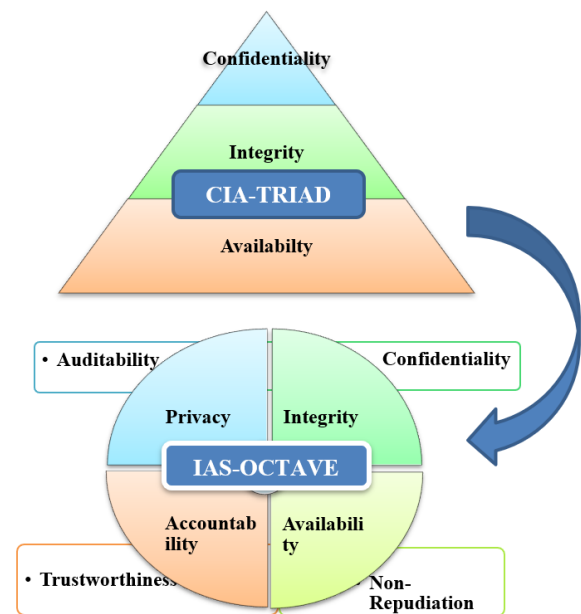 Confidentiality
Integrity
CIA-TRIAD
Availabilty
• Auditability
Confidentiality
Privacy
Integrity
IAS-OCTAVE
Accountab
ility
Availabili
ty
• Trustworthiness
• Non-
Repudiation